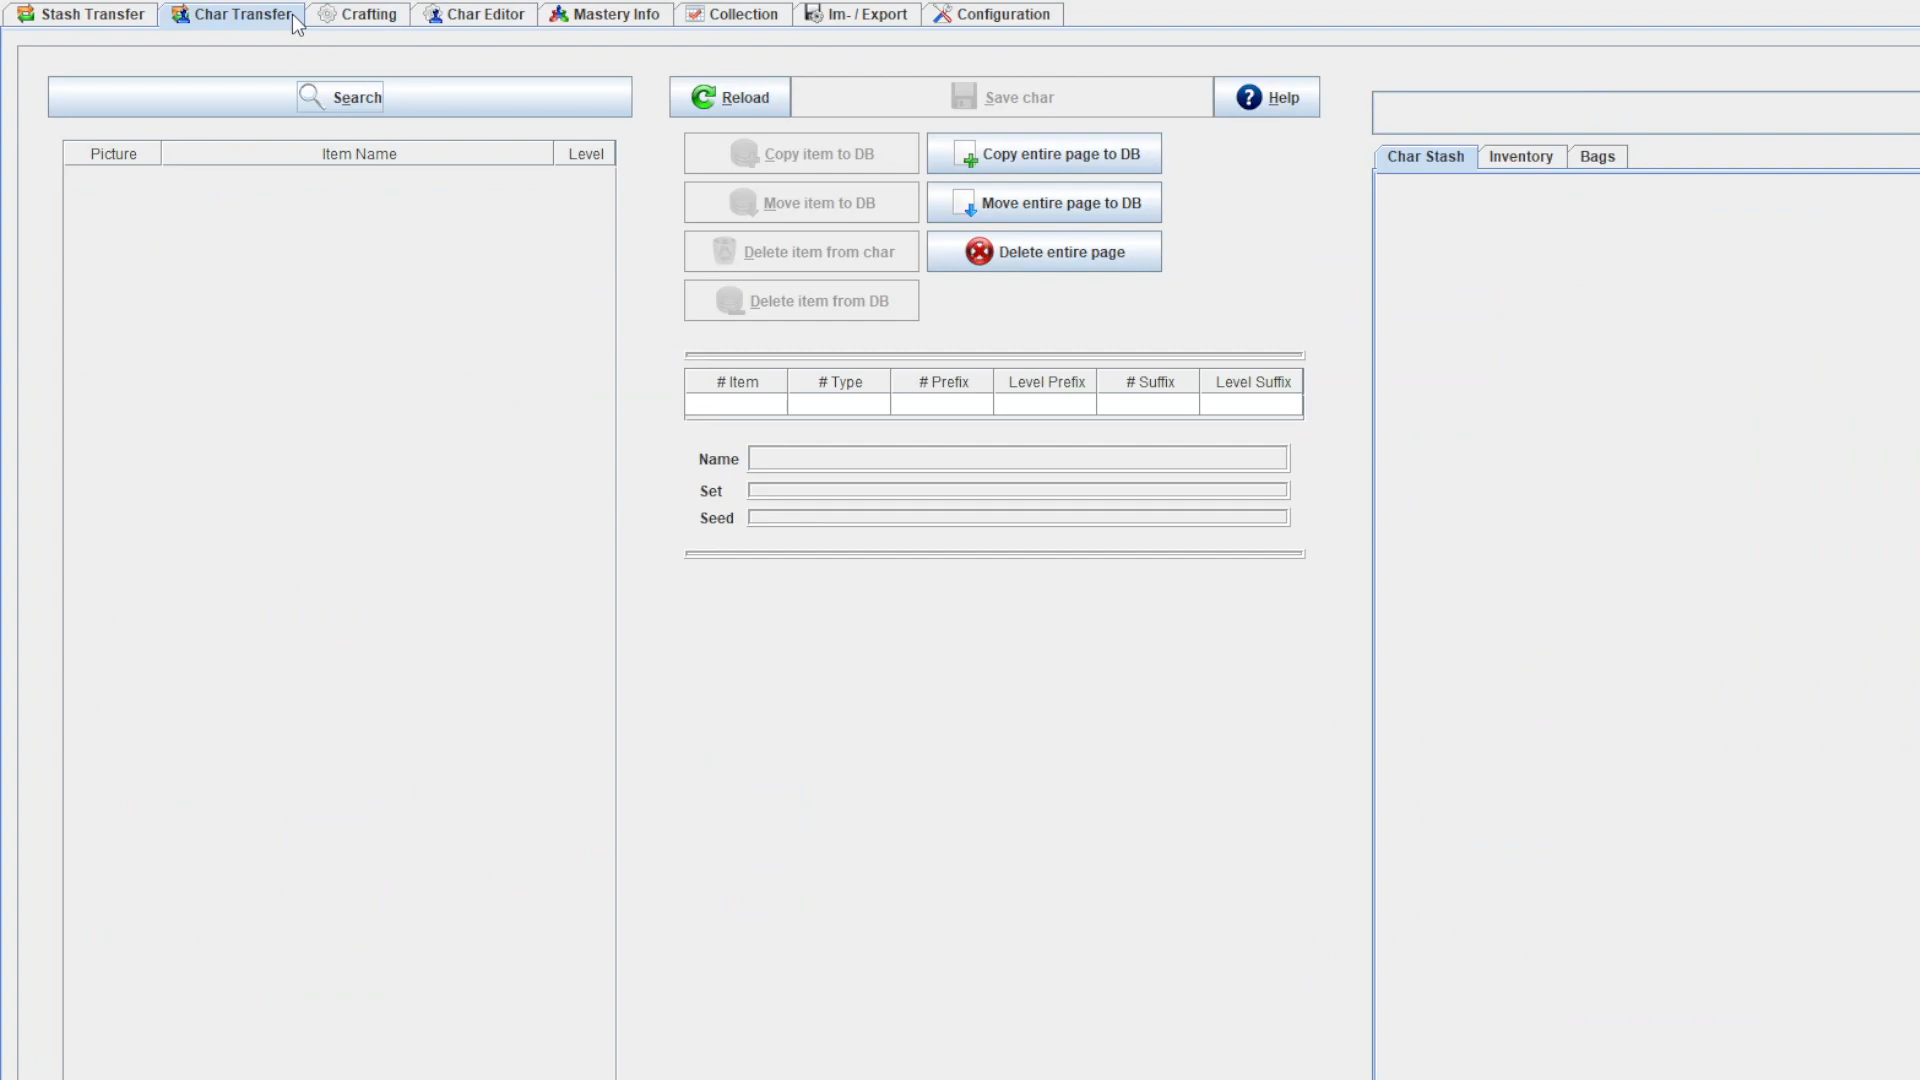 Stash Transfer Char Transfer Crafting Char Editor Mastery Info Collection Im- / Export Configuration
Search Reload Save char Help
Picture Item Name Level
Copy item to DB Copy entire page to DB
Move item to DB Move entire page to DB
Delete item from char Delete entire page
Delete item from DB
Char Stash Inventory Bags
# Item # Type # Prefix Level Prefix # Suffix Level Suffix
Name
Set
Seed